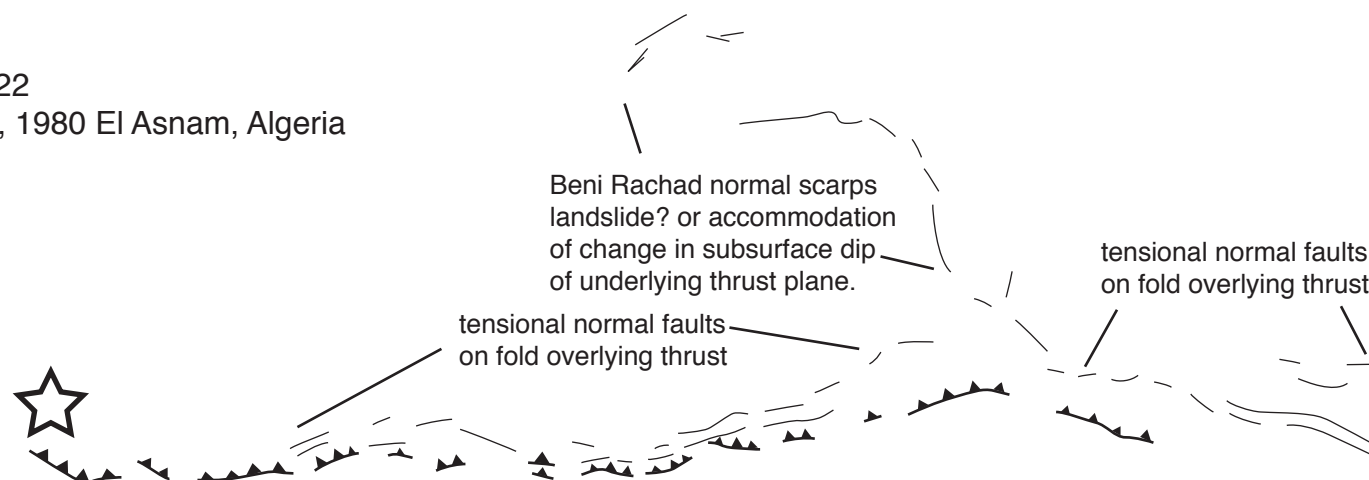 22
, 1980 El Asnam, Algeria
Beni Rachad normal scarps
landslide? or accommodation
of change in subsurface dip
of underlying thrust plane.
tensional normal faults
on fold overlying thrust
tensional normal faults
on fold overlying thrust